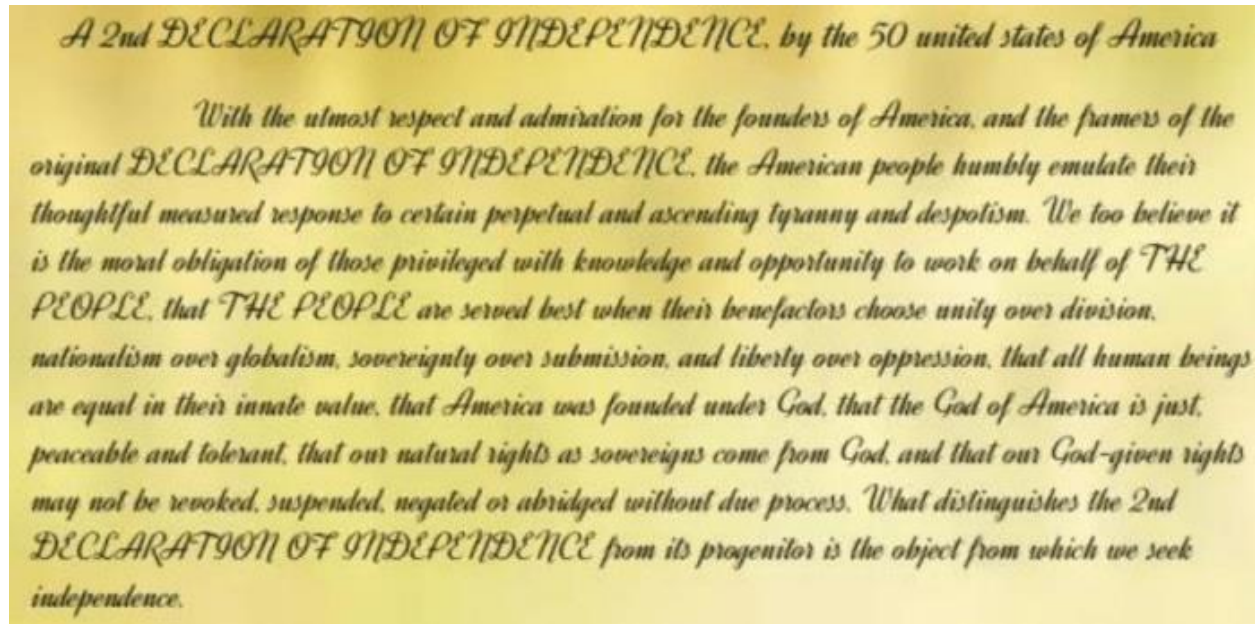 A 2nd DECLARATION OF INDEPENDENCE, by the 50 united states of America
With the utmost respect and admiration for the founders of America, and the framers of the
original DECLARATION OF INDEPENDENCE, the American people humbly emulate their
thoughtful measured response to certain perpetual and ascending tyranny and despotism. We too believe it
is the moral obligation of those privileged with knowledge and opportunity to work on behalf of THE
PEOPLE, that THE PEOPLE are served best when their benefactors choose unity over division,
nationalism over globalism, sovereignty over submission, and liberty over oppression, that all human beings
are equal in their innate value, that America was founded under God, that the God of America is just,
peaceable and tolerant, that our natural rights as sovereigns come from God, and that our God-given rights
may not be revoked, suspended, negated or abridged without due process. What distinguishes the 2nd
DECLARATION OF INDEPENDENCE from its progenitor is the object from which we seek
independence.